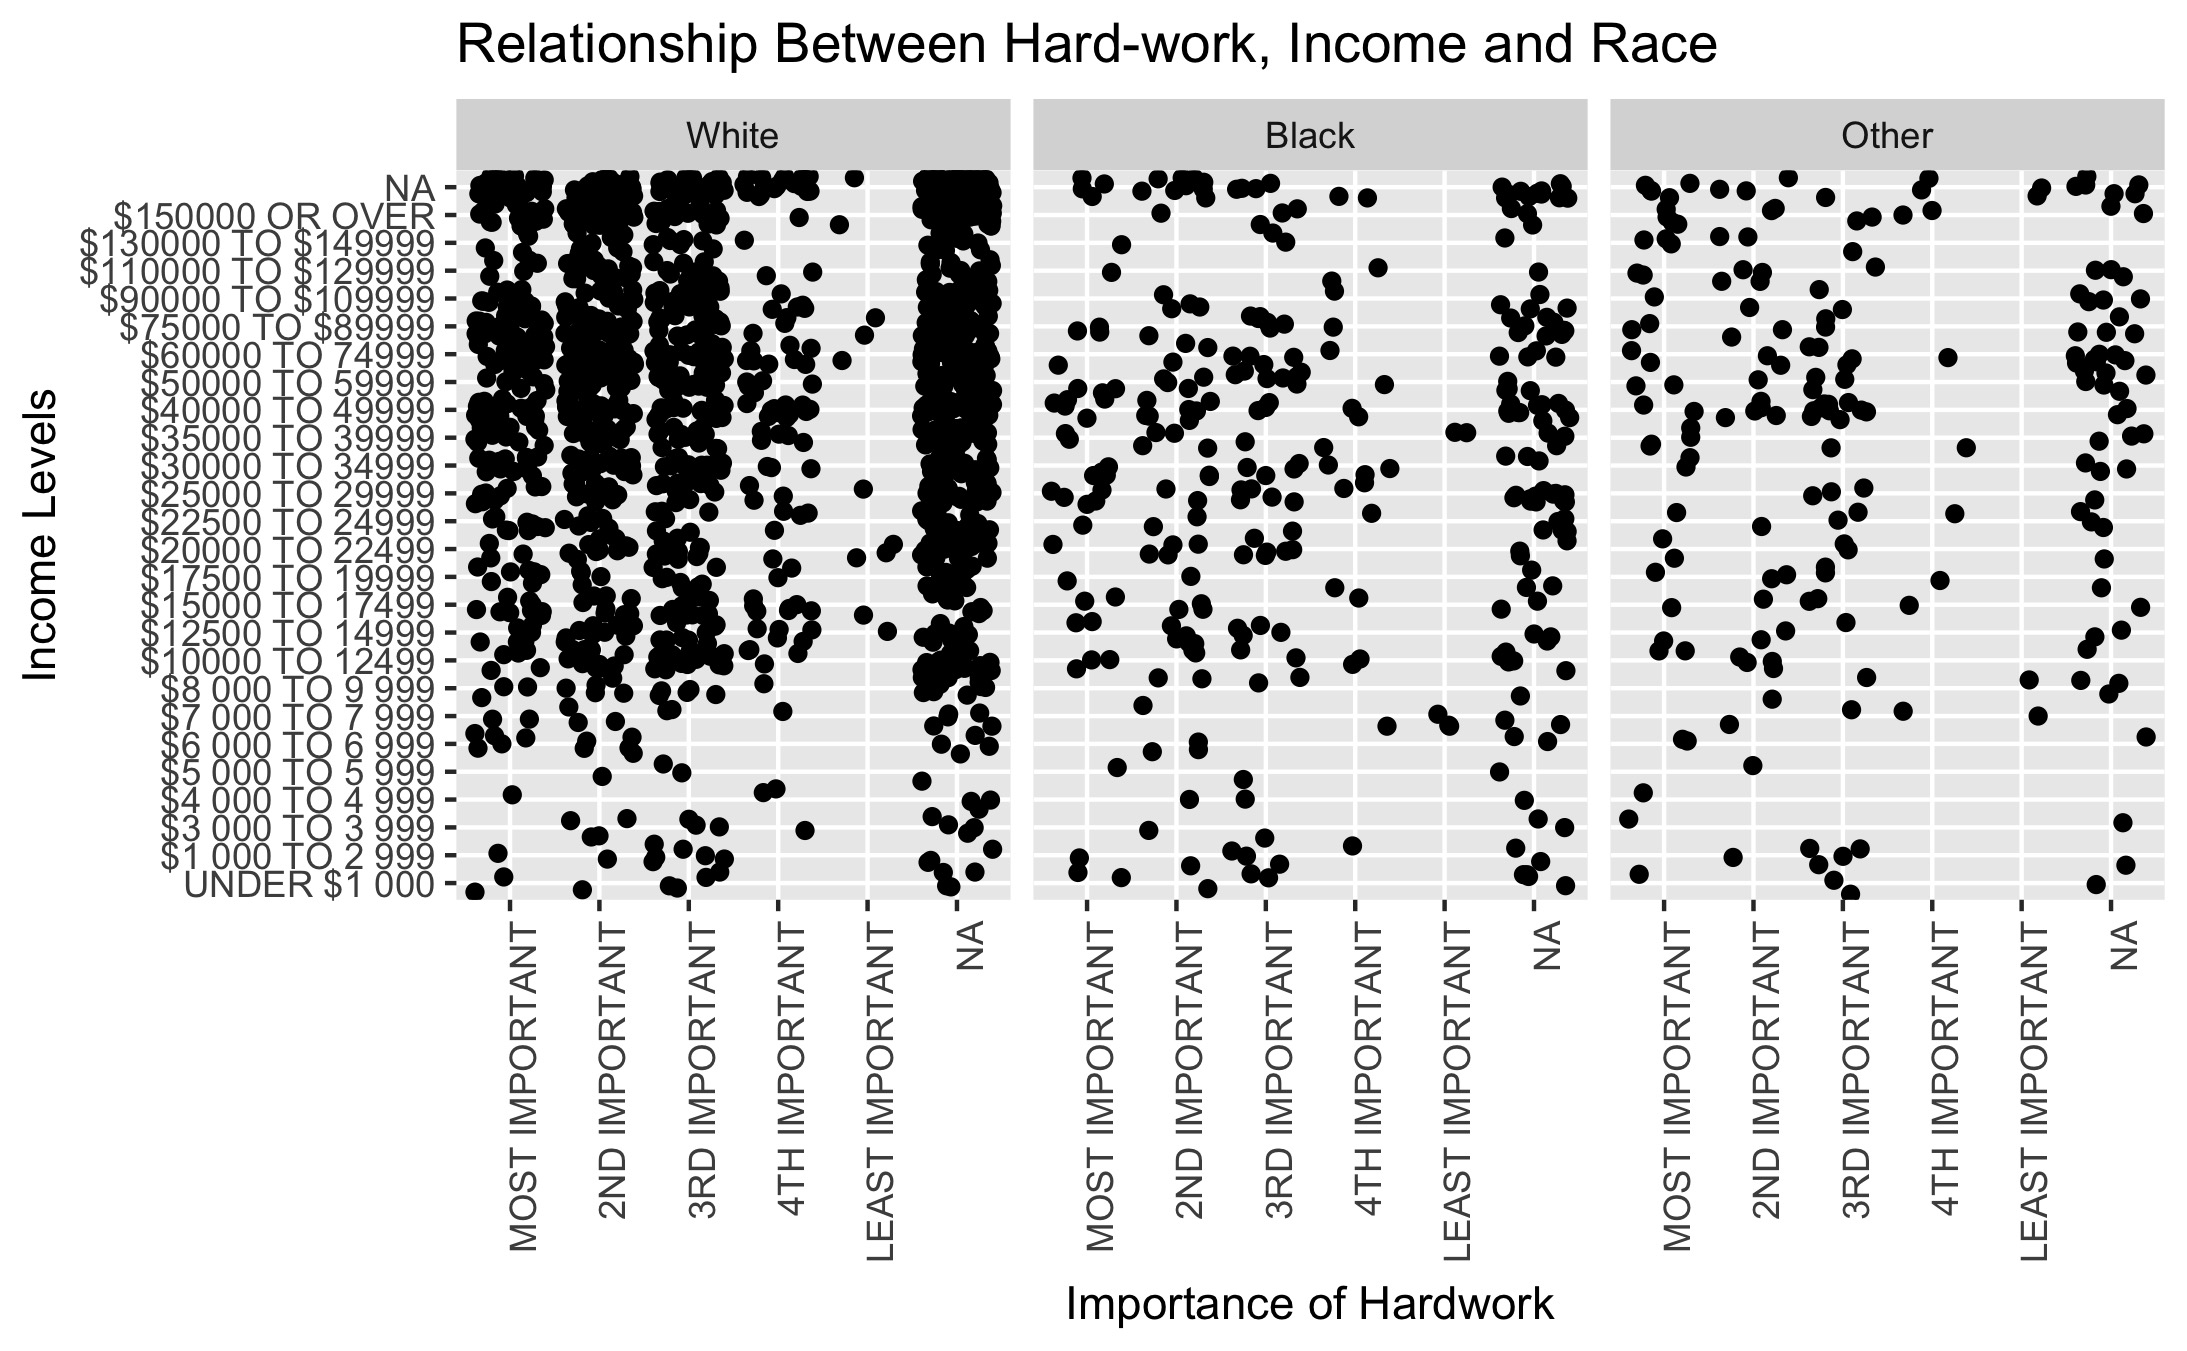 Relationship Between Hard-work, Income and Race
White
Black
Other
Income Levels
NA
$150000 OR OVER
$130000 TO $149999
$110000 TO $129999
$90000 TO $109999
$75000 TO $89999
$60000 TO 74999
$50000 TO 59999
$40000 TO 49999
$35000 TO 39999
$30000 TO 34999
$25000 TO 29999
$22500 TO 24999
$20000 TO 22499
$17500 TO 19999
$15000 TO 17499
$12500 TO 14999
$10000 TO 12499
$8 000 TO 9 999
$7 000 TO 7 999
$6 000 TO 6 999
$5 000 TO 5 999
$4 000 TO 4 999
$3 000 TO 3 999
$1 000 TO 2 999
UNDER $1 000
MOST IMPORTANT
2ND IMPORTANT
3RD IMPORTANT
4TH IMPORTANT
LEAST IMPORTANT
NA
MOST IMPORTANT
2ND IMPORTANT
3RD IMPORTANT
4TH IMPORTANT
LEAST IMPORTANT
NA
MOST IMPORTANT
2ND IMPORTANT
3RD IMPORTANT
4TH IMPORTANT
LEAST IMPORTANT
NA
Importance of Hardwork